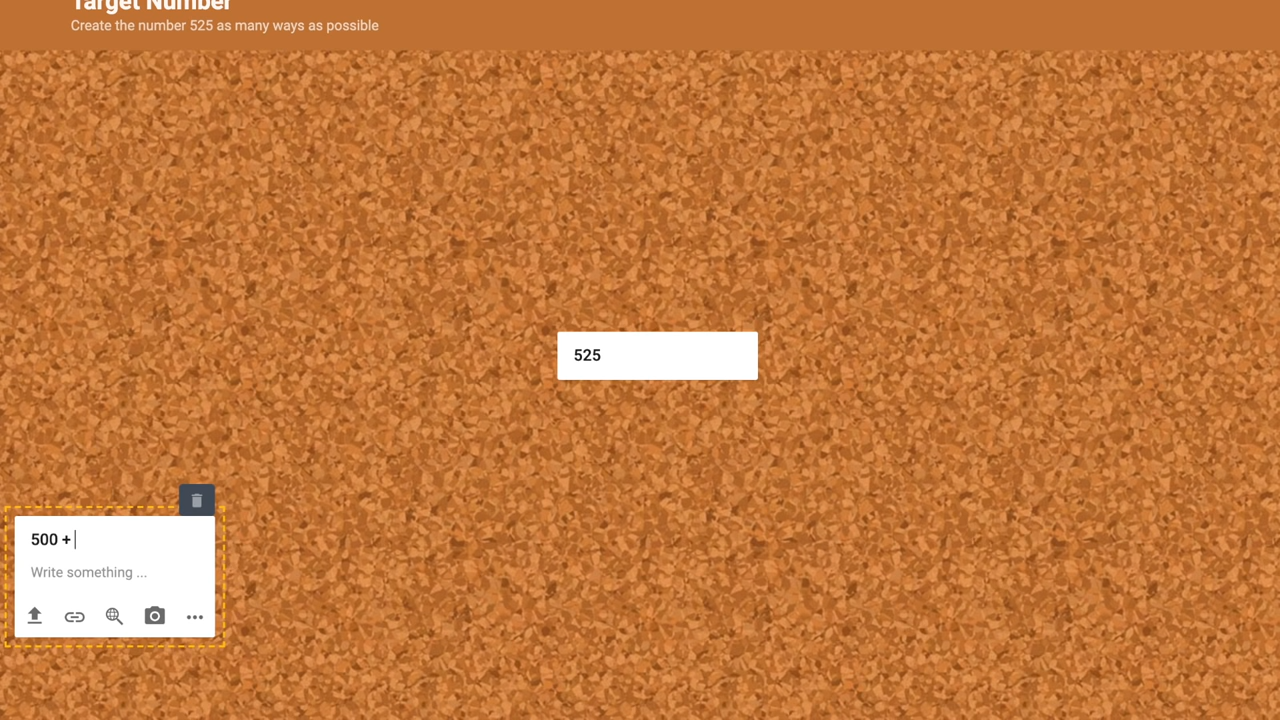 Target Number
Create the number 525 as many ways as possible
525
500 +
Write something ...